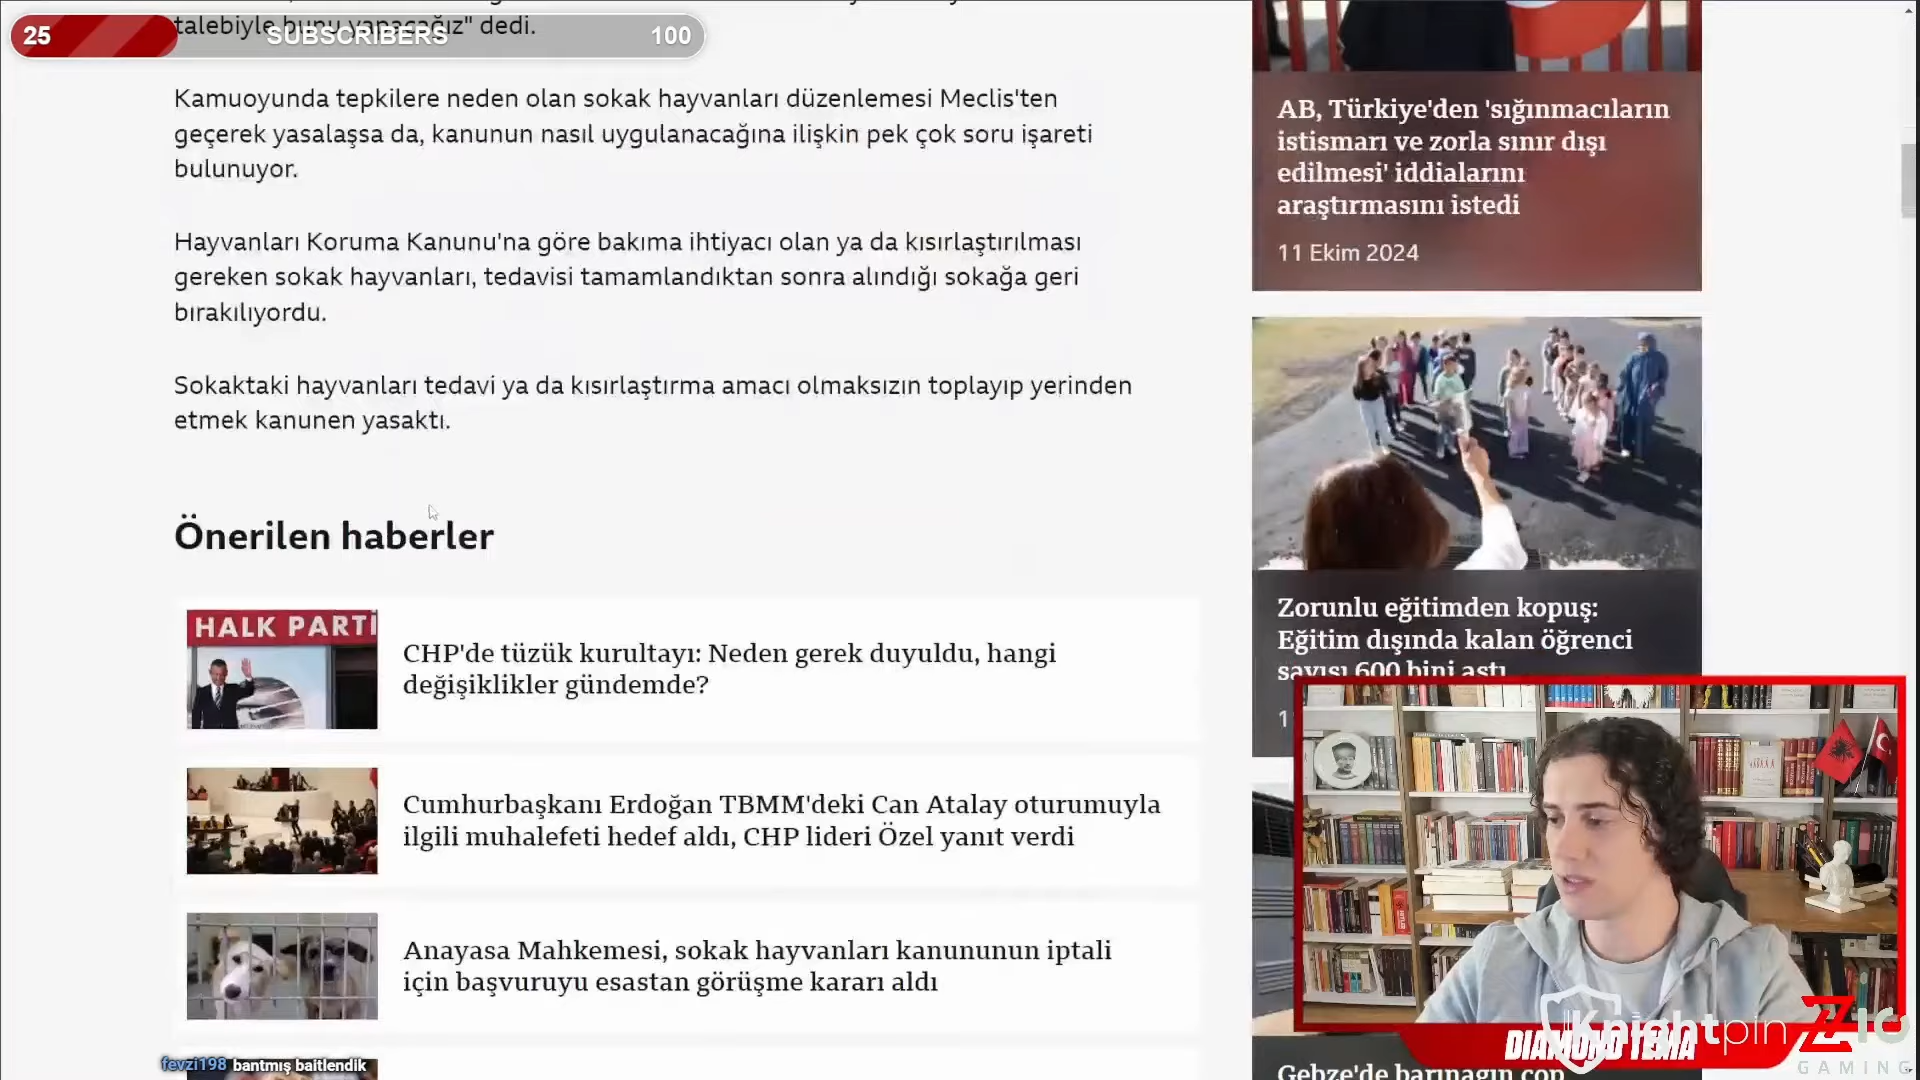 talebiyle bunu yapacağız" dedi.
25 SUBSCRIBERS 100
Kamuoyunda tepkilere neden olan sokak hayvanları düzenlemesi Meclis'ten
geçerek yasalaşsa da, kanunun nasıl uygulanacağına ilişkin pek çok soru işareti
bulunuyor.
Hayvanları Koruma Kanunu'na göre bakıma ihtiyacı olan ya da kısırlaştırılması
gereken sokak hayvanları, tedavisi tamamlandıktan sonra alındığı sokağa geri
bırakılıyordu.
Sokaktaki hayvanları tedavi ya da kısırlaştırma amacı olmaksızın toplayıp yerinden
etmek kanunen yasaktı.
Önerilen haberler
HALK PARTİ
CHP'de tüzük kurultayı: Neden gerek duyuldu, hangi
değişiklikler gündemde?
Cumhurbaşkanı Erdoğan TBMM'deki Can Atalay oturumuyla
ilgili muhalefeti hedef aldı, CHP lideri Özel yanıt verdi
Anayasa Mahkemesi, sokak hayvanları kanununun iptali
için başvuruyu esastan görüşme kararı aldı
fevzi198 bantmış baitlendik
AB, Türkiye'den 'sığınmacıların
istismarı ve zorla sınır dışı
edilmesi' iddialarını
araştırmasını istedi
11 Ekim 2024
Zorunlu eğitimden kopuş:
Eğitim dışında kalan öğrenci
sayısı 600 bini aştı
1
Gebze'de barınağın çöp
DIAMOND TEMA
Knightpin
GAMING